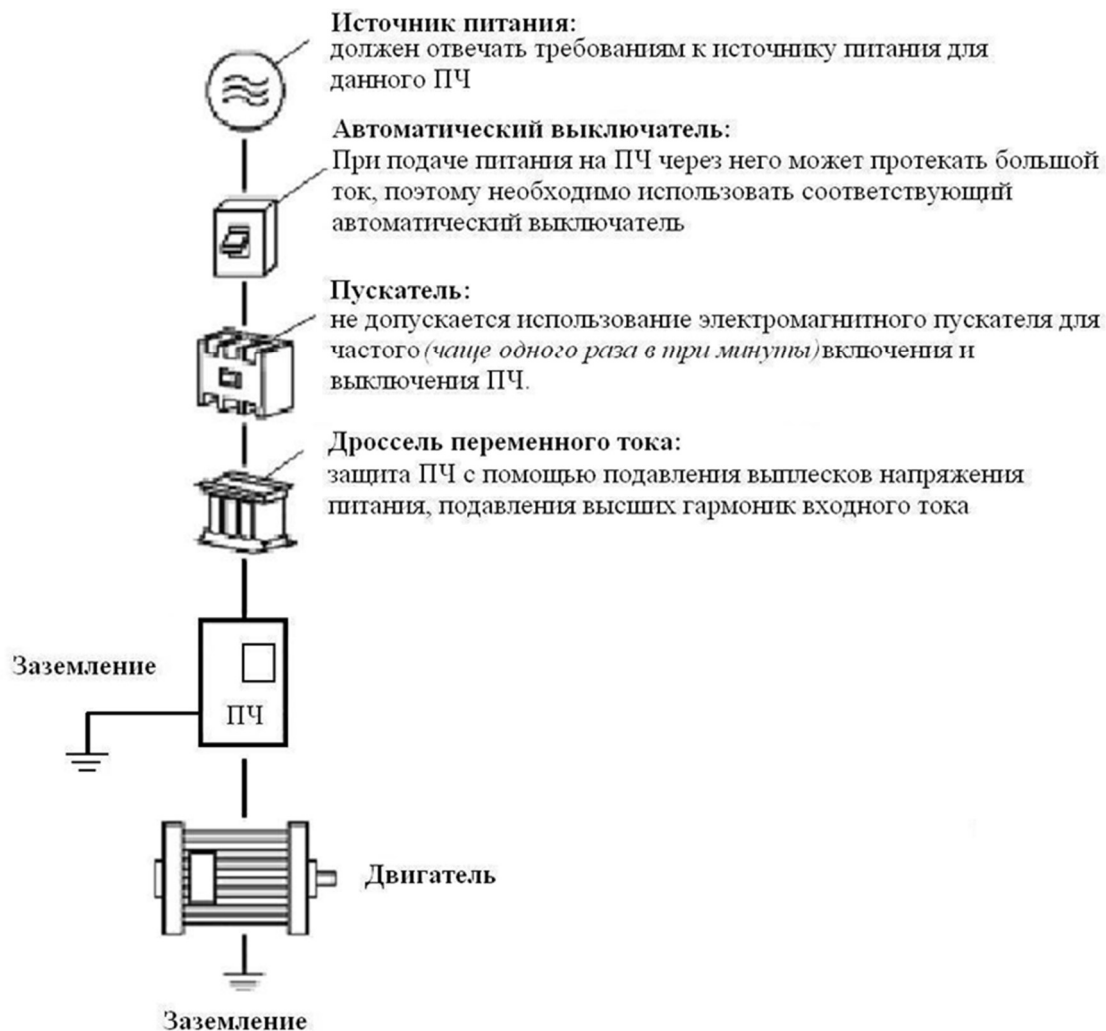 Источник питания:
должен отвечать требованиям к источнику питания для
данного ПЧ
Автоматический выключатель:
При подаче питания на ПЧ через него может протекать большой
ток, поэтому необходимо использовать соответствующий
автоматический выключатель
Пускатель:
не допускается использование электромагнитного пускателя для
частого (чаще одного раза в три минуты) включения и
выключения ПЧ.
Дроссель переменного тока:
защита ПЧ с помощью подавления выплесков напряжения
питания, подавления высших гармоник входного тока
Заземление
ПЧ
Двигатель
Заземление